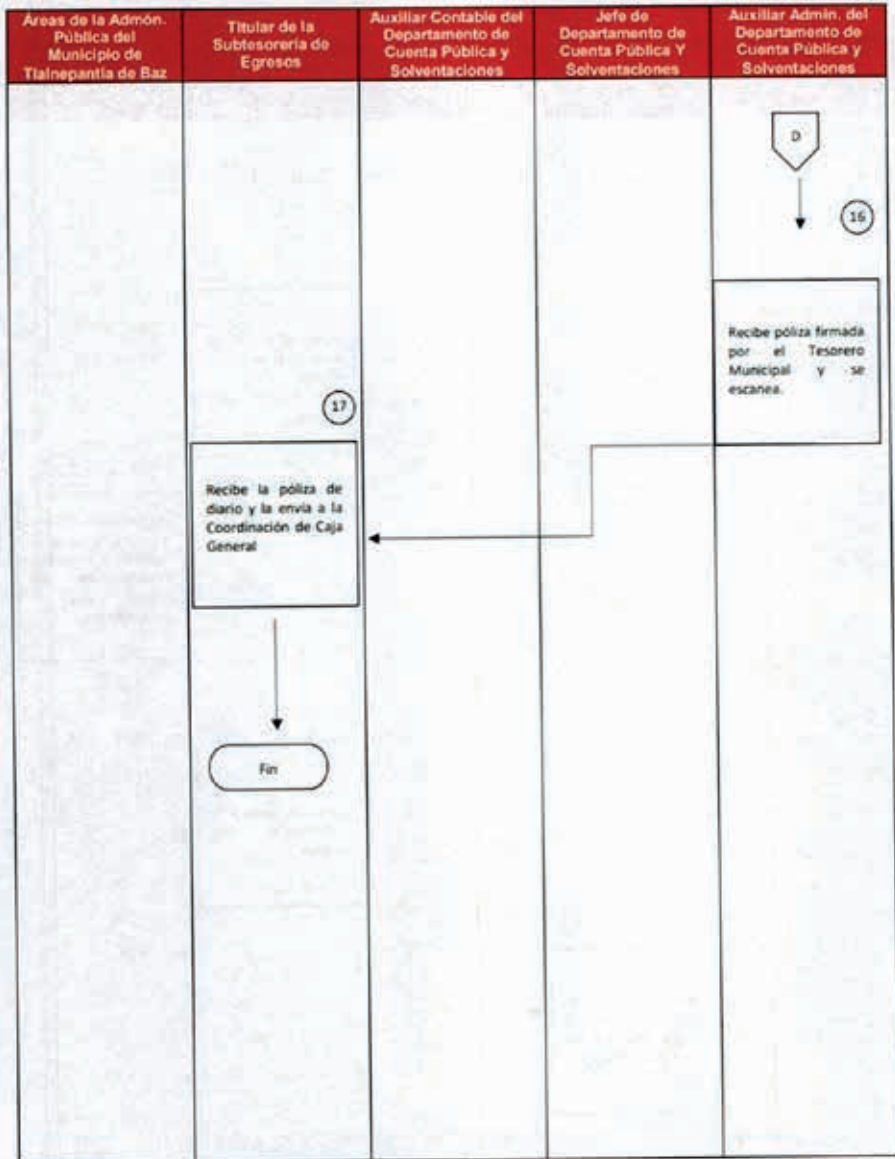 Áreas de la Admón.
Pública del
Municipio de
Tlalnepantla de Baz
Titular de la
Subtesorería de
Egresos
Auxiliar Contable del
Departamento de
Cuenta Pública y
Solventaciones
Jefe de
Departamento de
Cuenta Pública Y
Solventaciones
Auxiliar Admin. del
Departamento de
Cuenta Pública y
Solventaciones
D
16
Recibe póliza firmada
por el Tesorero
Municipal y se
escanea.
17
Recibe la póliza de
diario y la envía a la
Coordinación de Caja
General
Fin